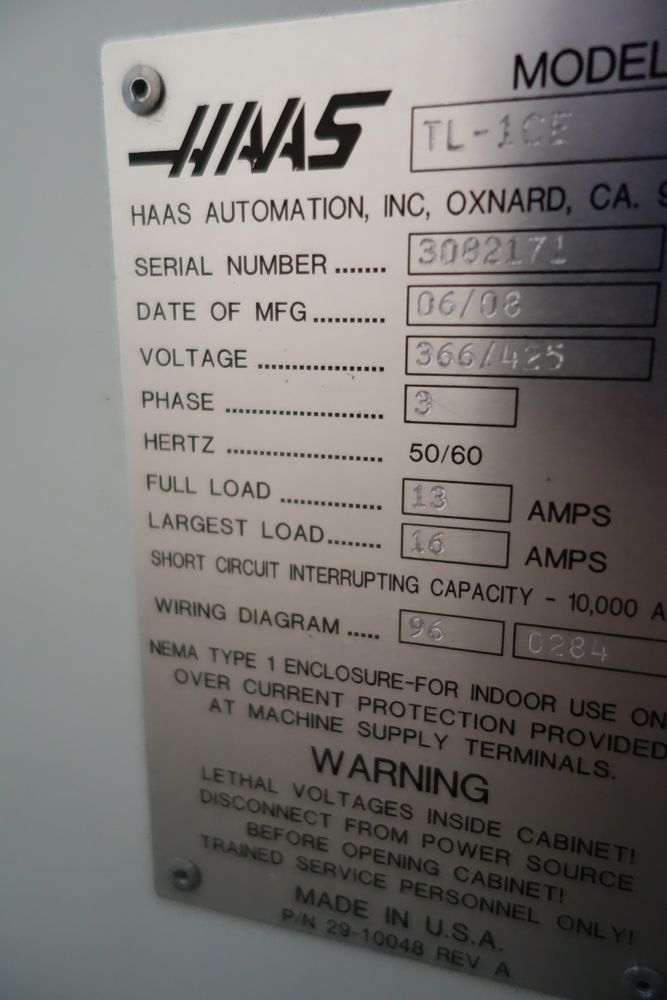 MODEL
HAAS TL-1CE
HAAS AUTOMATION, INC, OXNARD, CA.
SERIAL NUMBER ....... 3082171
DATE OF MFG .......... 06/08
VOLTAGE .................. 366/425
PHASE ...................... 3
HERTZ ...................... 50/60
FULL LOAD .............. 13 AMPS
LARGEST LOAD........ 16 AMPS
SHORT CIRCUIT INTERRUPTING CAPACITY - 10,000 A
WIRING DIAGRAM ..... 96 0284
NEMA TYPE 1 ENCLOSURE-FOR INDOOR USE ON
OVER CURRENT PROTECTION PROVIDED
AT MACHINE SUPPLY TERMINALS.
WARNING
LETHAL VOLTAGES INSIDE CABINET!
DISCONNECT FROM POWER SOURCE
BEFORE OPENING CABINET!
TRAINED SERVICE PERSONNEL ONLY!
MADE IN U.S.A.
P/N 29-10048 REV A